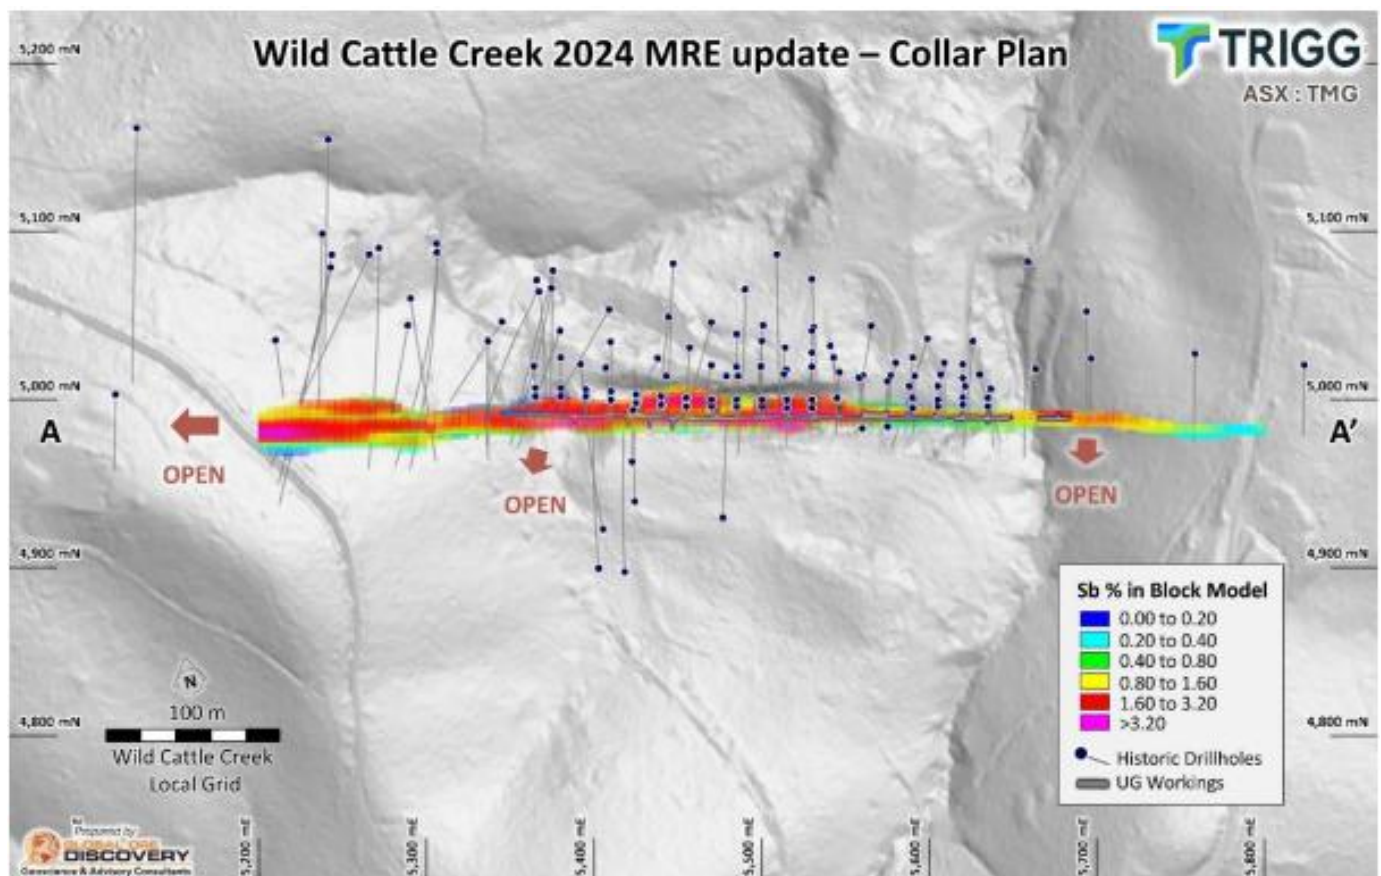 Wild Cattle Creek 2024 MRE update – Collar Plan
TRIGG
ASX : TMG
5,200 mN
5,100 mN
5,100 mN
5,000 mN
5,000 mN
A
A’
OPEN
OPEN
OPEN
4,900 mN
4,900 mN
Sb % in Block Model
0.00 to 0.20
0.20 to 0.40
0.40 to 0.80
0.80 to 1.60
1.60 to 3.20
>3.20
Historic Drillholes
UG Workings
N
100 m
4,800 mN
4,800 mN
Wild Cattle Creek
Local Grid
Prepared by
GLOBAL ORE
DISCOVERY
Geoscience & Advisory Consultants
5,200 mE
5,300 mE
5,400 mE
5,500 mE
5,600 mE
5,700 mE
5,800 mE